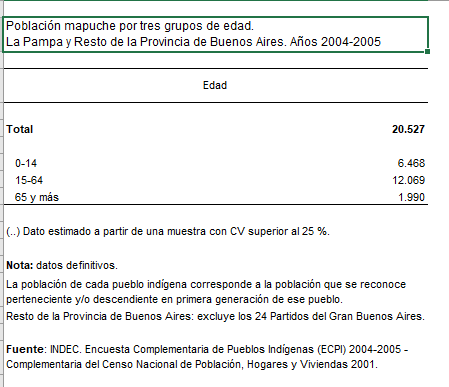 Población mapuche por tres grupos de edad.
La Pampa y Resto de la Provincia de Buenos Aires. Años 2004-2005
Edad
Total 20.527
0-14 6.468
15-64 12.069
65 y más 1.990
(..) Dato estimado a partir de una muestra con CV superior al 25 %.
Nota: datos definitivos.
La población de cada pueblo indígena corresponde a la población que se reconoce
perteneciente y/o descendiente en primera generación de ese pueblo.
Resto de la Provincia de Buenos Aires: excluye los 24 Partidos del Gran Buenos Aires.
Fuente: INDEC. Encuesta Complementaria de Pueblos Indígenas (ECPI) 2004-2005 -
Complementaria del Censo Nacional de Población, Hogares y Viviendas 2001.